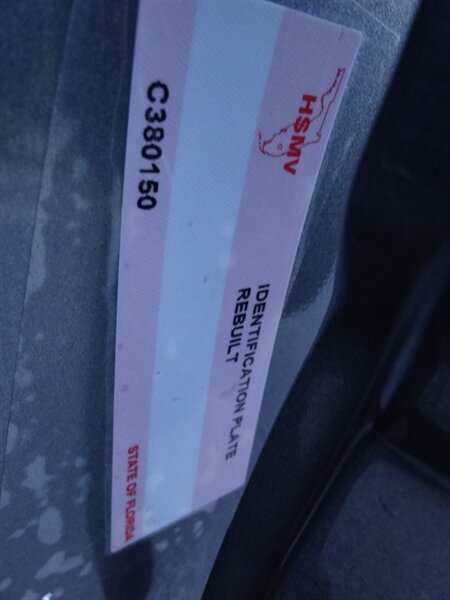 HSMV
IDENTIFICATION PLATE
REBUILT
C380150
STATE OF FLORIDA